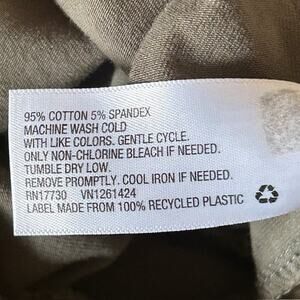 95% COTTON 5% SPANDEX
MACHINE WASH COLD
WITH LIKE COLORS. GENTLE CYCLE.
ONLY NON-CHLORINE BLEACH IF NEEDED.
TUMBLE DRY LOW.
REMOVE PROMPTLY. COOL IRON IF NEEDED.
RN17730 VN1261424
LABEL MADE FROM 100% RECYCLED PLASTIC